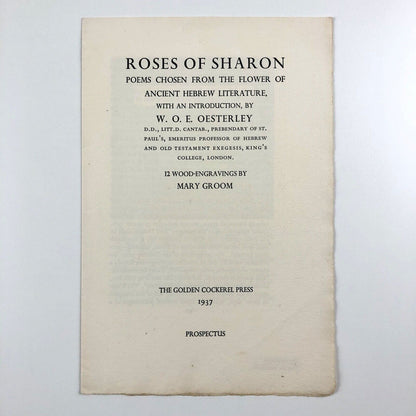 ROSES OF SHARON
POEMS CHOSEN FROM THE FLOWER OF
ANCIENT HEBREW LITERATURE,
WITH AN INTRODUCTION, BY
W. O. E. OESTERLEY
D.D., LITT.D. CANTAR., PREBENDARY OF ST.
PAUL'S, EMERITUS PROFESSOR OF HEBREW
AND OLD TESTAMENT EXEGESIS, KING'S
COLLEGE, LONDON.
12 WOOD-ENGRAVINGS BY
MARY GROOM
THE GOLDEN COCKEREL PRESS
1937
PROSPECTUS